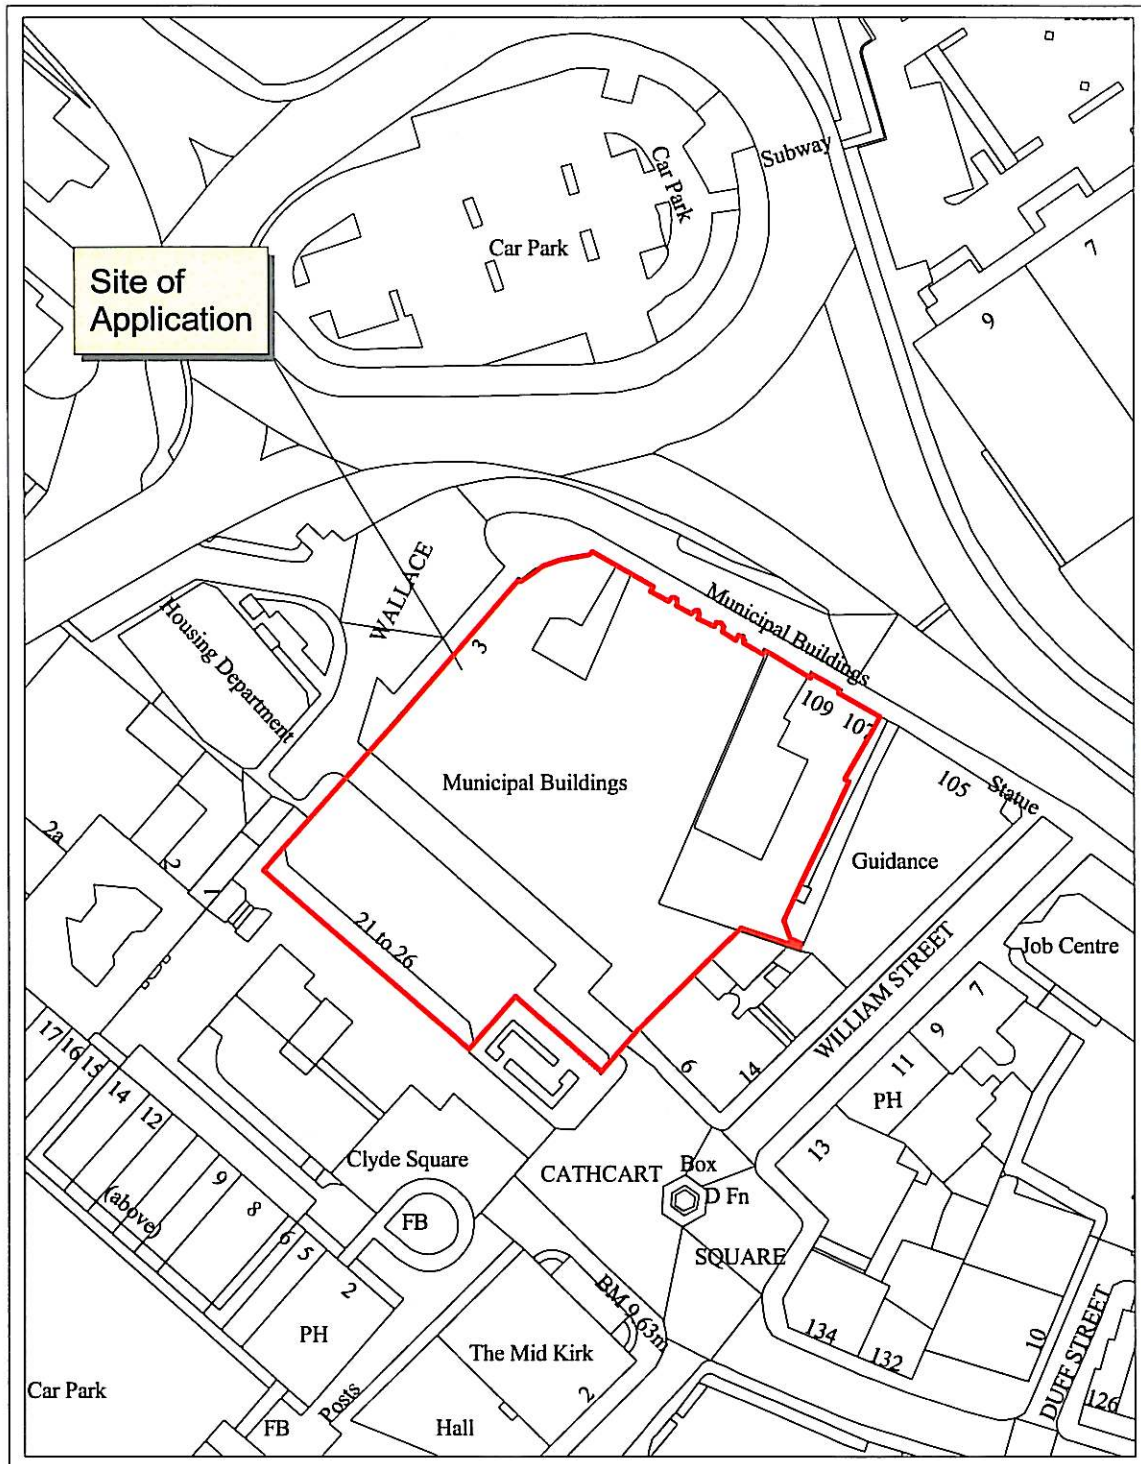 Subway
Car Park
Car Park
7
9
Site of
Application
WALLACE
3
Municipal Buildings
Housing Department
109
107
105
Statue
Municipal Buildings
Guidance
2a
2
1
21 to 26
Job Centre
WILLIAM STREET
7
9
11
PH
6
14
13
17
16
15
14
12
9
8
6
5
2
(above)
Clyde Square
FB
CATHCART
SQUARE
Box
D Fn
BM 9.63m
PH
The Mid Kirk
2
134
132
10
DUFF STREET
126
Car Park
Posts
FB
Hall